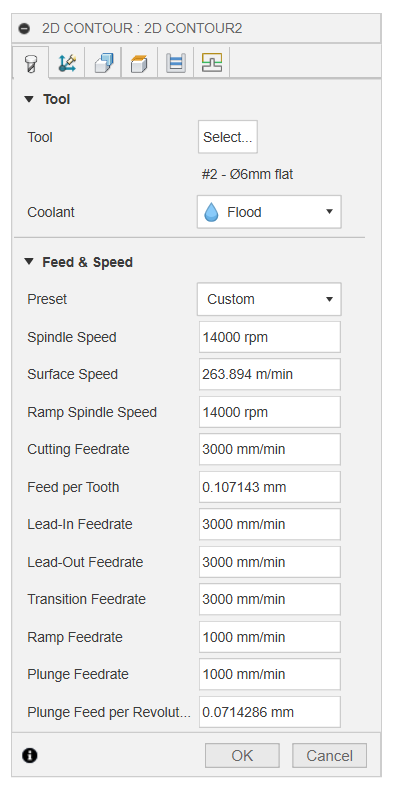 2D CONTOUR : 2D CONTOUR2
Tool
Tool Select...
#2 - Ø6mm flat
Coolant Flood
Feed & Speed
Preset Custom
Spindle Speed 14000 rpm
Surface Speed 263.894 m/min
Ramp Spindle Speed 14000 rpm
Cutting Feedrate 3000 mm/min
Feed per Tooth 0.107143 mm
Lead-In Feedrate 3000 mm/min
Lead-Out Feedrate 3000 mm/min
Transition Feedrate 3000 mm/min
Ramp Feedrate 1000 mm/min
Plunge Feedrate 1000 mm/min
Plunge Feed per Revolut... 0.0714286 mm
OK Cancel